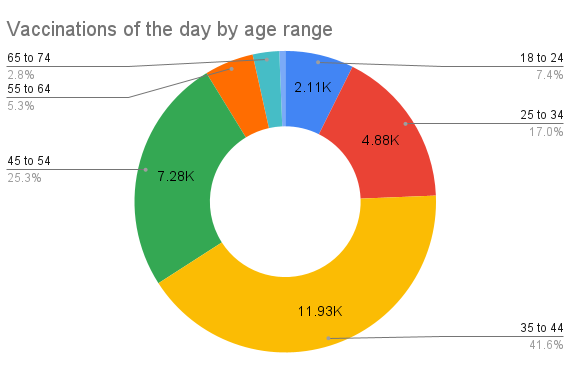 Vaccinations of the day by age range
65 to 74
2.8%
55 to 64
5.3%
45 to 54
25.3%
18 to 24
7.4%
25 to 34
17.0%
35 to 44
41.6%
2.11K
4.88K
7.28K
11.93K